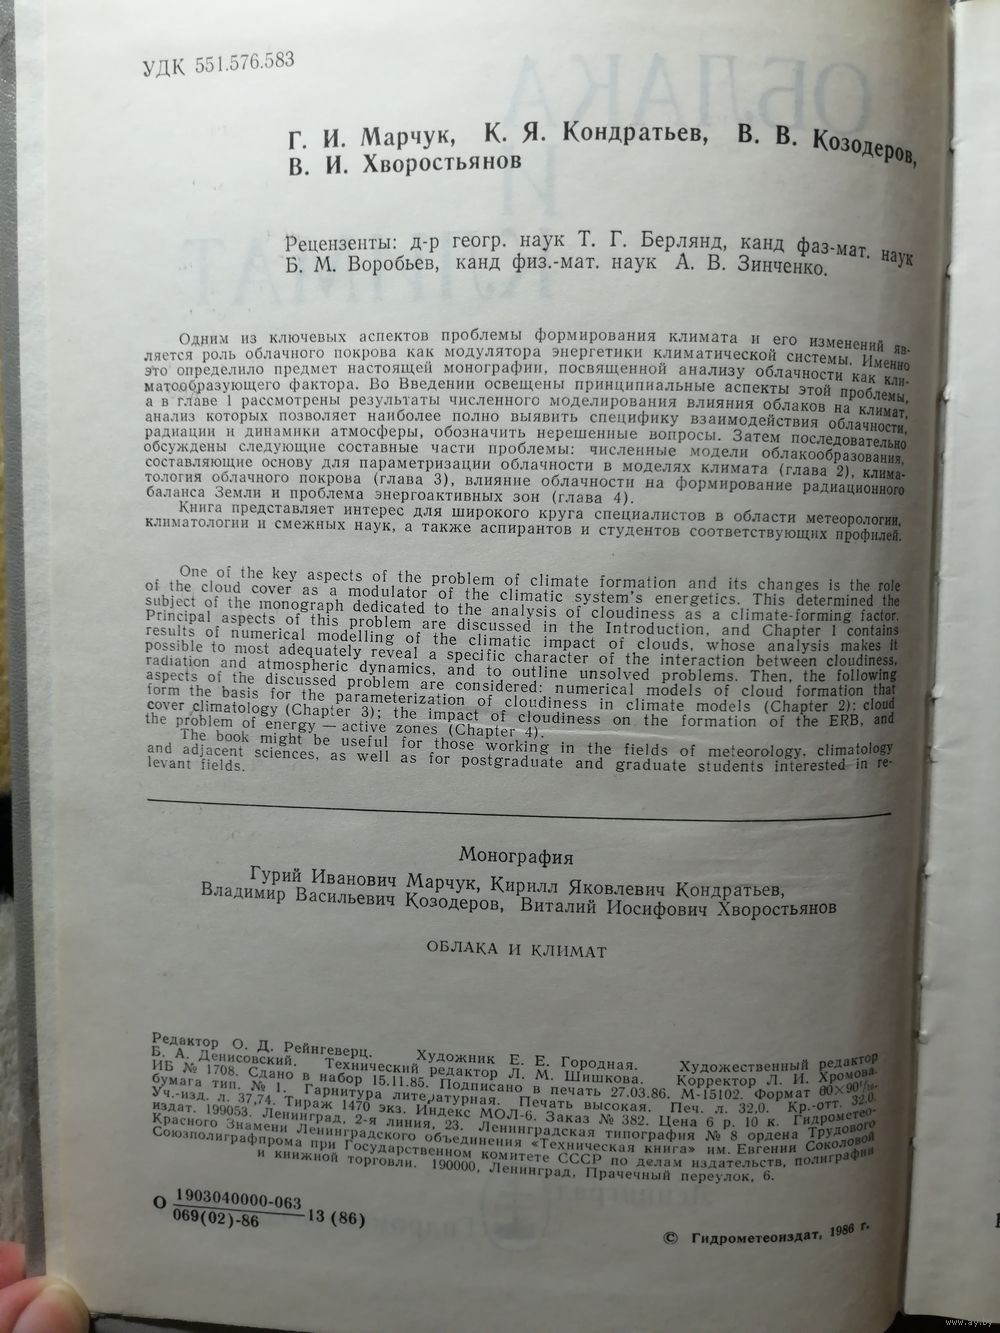 УДК 551.576.583
Г. И. Марчук, К. Я. Кондратьев, В. В. Козодеров,
В. И. Хворостьянов
Рецензенты: д-р геогр. наук Т. Г. Берлянд, канд фаз-мат. наук
Б. М. Воробьев, канд физ.-мат. наук А. В. Зинченко.
Одним из ключевых аспектов проблемы формирования климата и его изменений яв-
ляется роль облачного покрова как модулятора энергетики климатической системы. Именно
это определило предмет настоящей монографии, посвященной анализу облачности как кли-
матообразующего фактора. Во Введении освещены принципиальные аспекты этой проблемы,
а в главе 1 рассмотрены результаты численного моделирования влияния облаков на климат,
анализ которых позволяет наиболее полно выявить специфику взаимодействия облачности,
радиации и динамики атмосферы, обозначить нерешенные вопросы. Затем последовательно
обсуждены следующие составные части проблемы: численные модели облакообразования,
составляющие основу для параметризации облачности в моделях климата (глава 2), клима-
тология облачного покрова (глава 3), влияние облачности на формирование радиационного
баланса Земли и проблема энергоактивных зон (глава 4).
Книга представляет интерес для широкого круга специалистов в области метеорологии,
климатологии и смежных наук, а также аспирантов и студентов соответствующих профилей.
One of the key aspects of the problem of climate formation and its changes is the role
of the cloud cover as a modulator of the climatic system's energetics. This determined the
subject of the monograph dedicated to the analysis of cloudiness as a climate-forming factor.
Principal aspects of this problem are discussed in the Introduction, and Chapter 1 contains
results of numerical modelling of the climatic impact of clouds, whose analysis makes it
possible to most adequately reveal a specific character of the interaction between cloudiness,
radiation and atmospheric dynamics, and to outline unsolved problems. Then, the following
aspects of the discussed problem are considered: numerical models of cloud formation that
form the basis for the parameterization of cloudiness in climate models (Chapter 2); cloud
cover climatology (Chapter 3); the impact of cloudiness on the formation of the ERB, and
the problem of energy — active zones (Chapter 4).
The book might be useful for those working in the fields of meteorology, climatology
and adjacent sciences, as well as for postgraduate and graduate students interested in re-
levant fields.
Монография
Гурий Иванович Марчук, Кирилл Яковлевич Кондратьев,
Владимир Васильевич Козодеров, Виталий Иосифович Хворостьянов
ОБЛАКА И КЛИМАТ
Редактор О. Д. Рейнгеверц. Художник Е. Е. Городная. Художественный редактор
Б. А. Денисовский. Технический редактор Л. М. Шишкова. Корректор Л. И. Хромова.
ИБ № 1708. Сдано в набор 15.11.85. Подписано в печать 27.03.86. М-15102. Формат 60×90¹/₁₆,
бумага тип. № 1. Гарнитура литературная. Печать высокая. Печ. л. 32,0. Кр.-отт. 32,0.
Уч.-изд. л. 37,74. Тираж 1470 экз. Индекс МОЛ-6. Заказ № 382. Цена 6 р. 10 к. Гидрометео-
издат. 199053. Ленинград, 2-я линия, 23. Ленинградская типография № 8 ордена Трудового
Красного Знамени Ленинградского объединения «Техническая книга» им. Евгении Соколовой
Союзполиграфпрома при Государственном комитете СССР по делам издательств, полиграфии
и книжной торговли. 190000, Ленинград, Прачечный переулок, 6.
О 1903040000-063
069(02)-86 13 (86)
© Гидрометеоиздат, 1986 г.
www.ay.by